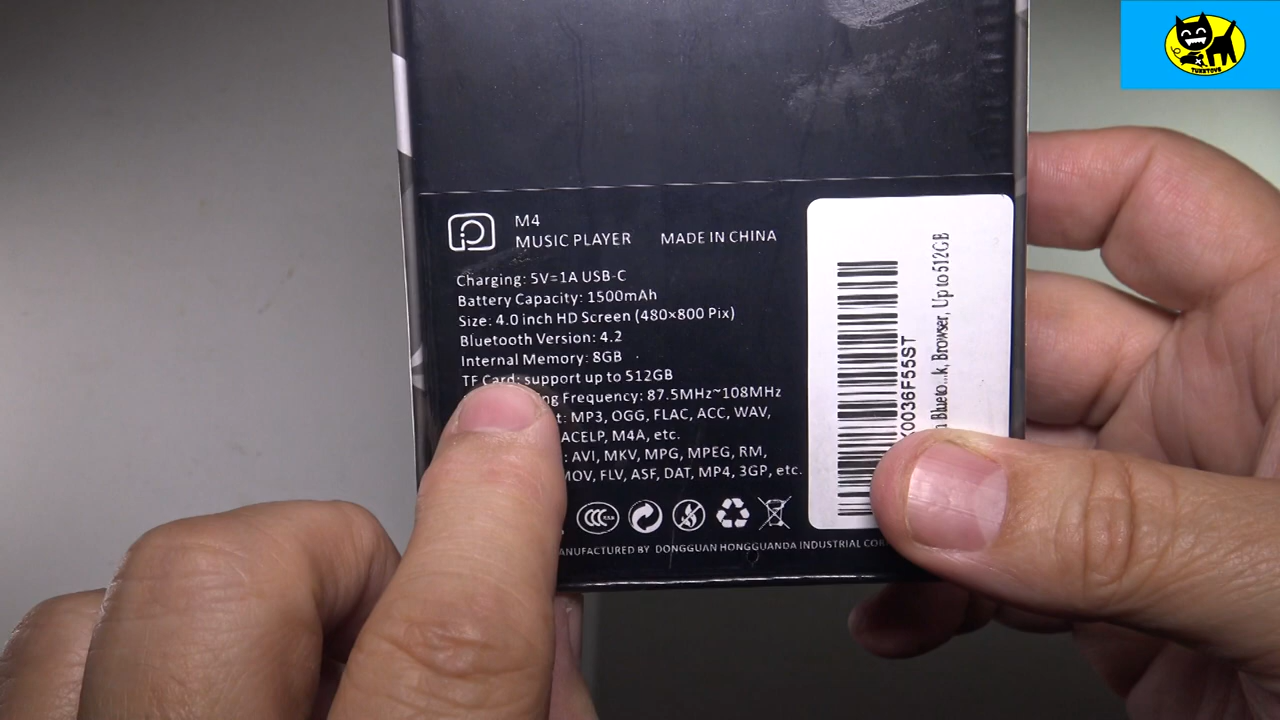 M4
MUSIC PLAYER MADE IN CHINA
Charging: 5V=1A USB-C
Battery Capacity: 1500mAh
Size: 4.0 inch HD Screen (480×800 Pix)
Bluetooth Version: 4.2
Internal Memory: 8GB
TF Card: support up to 512GB
Frequency: 87.5MHz~108MHz
MP3, OGG, FLAC, ACC, WAV,
ACELP, M4A, etc.
AVI, MKV, MPG, MPEG, RM,
MOV, FLV, ASF, DAT, MP4, 3GP, etc.
MANUFACTURED BY DONGGUAN HONGGUANDA INDUSTRIAL
0036F55ST
Blueto...k, Browser, Up to 512GB
TUKETOYS